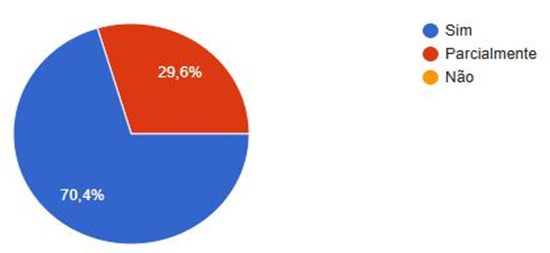 Sim
Parcialmente
Não
29,6%
70,4%